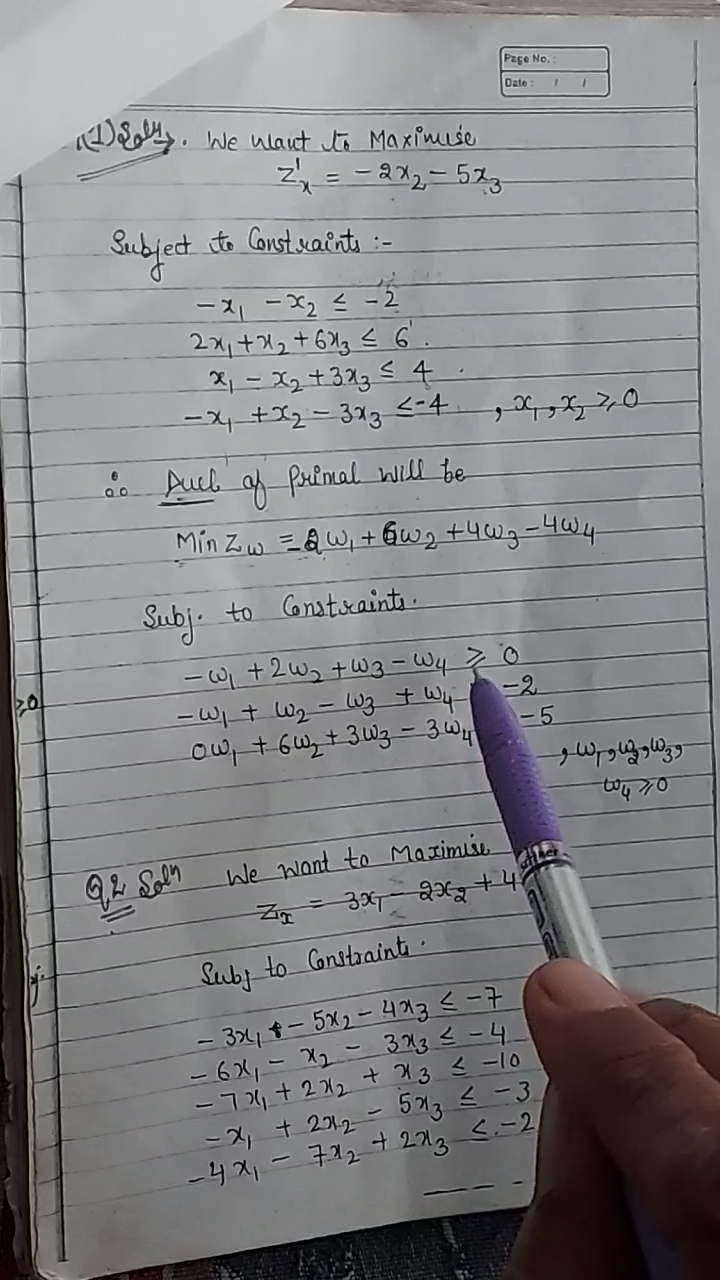 Page No. :
Date : / /
(1) Soln → . We want to Maximise
Z'x = - 2x2 - 5x3
Subject to Constraints :-
-x1 - x2 ≤ -2
2x1 + x2 + 6x3 ≤ 6
x1 - x2 + 3x3 ≤ 4
-x1 + x2 - 3x3 ≤ -4 , x1, x2 ≥ 0
∴ Dual of primal will be
Min Zw = -2w1 + 6w2 + 4w3 - 4w4
Subj. to Constraints.
-w1 + 2w2 + w3 - w4 ≥ 0
≥0
-w1 + w2 - w3 + w4 -2
0w1 + 6w2 + 3w3 - 3w4 -5
, w1, w2, w3,
w4 ≥ 0
Q2 Soln We want to Maximise
Zx = 3x1 - 2x2 + 4
Subj to Constraints.
- 3x1 - 5x2 - 4x3 ≤ -7
- 6x1 - x2 - 3x3 ≤ -4
- 7x1 + 2x2 + x3 ≤ -10
-x1 + 2x2 - 5x3 ≤ -3
-4x1 - 7x2 + 2x3 ≤ -2